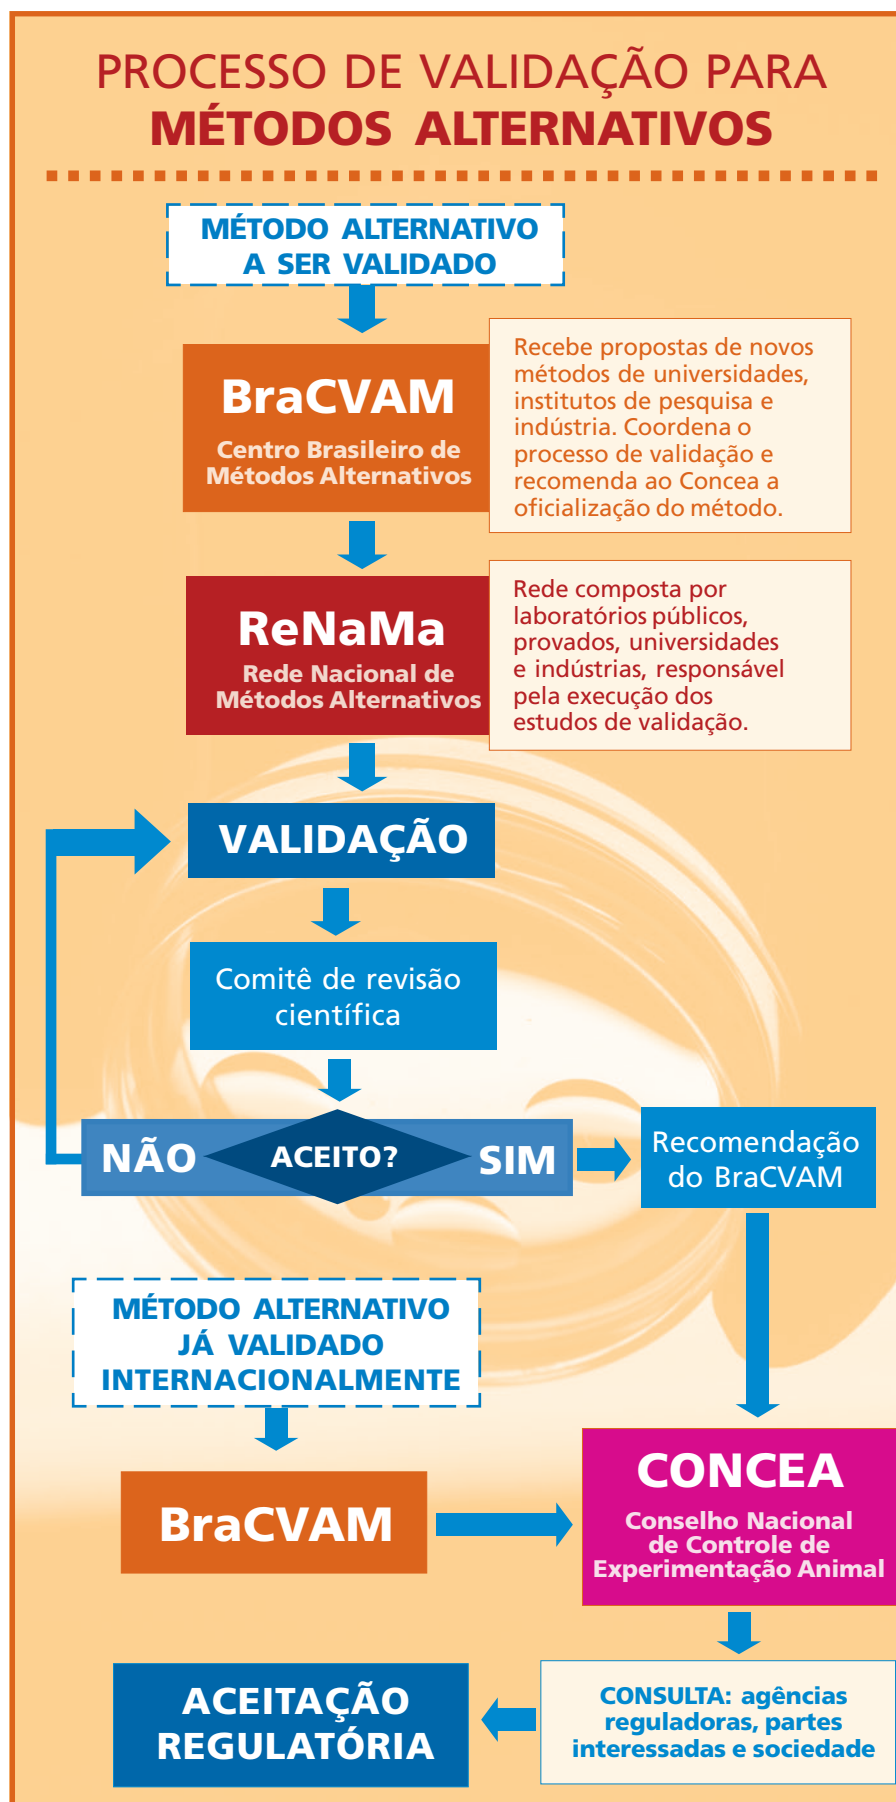 PROCESSO DE VALIDAÇÃO PARA
MÉTODOS ALTERNATIVOS
MÉTODO ALTERNATIVO
A SER VALIDADO
BraCVAM
Centro Brasileiro de
Métodos Alternativos
Recebe propostas de novos
métodos de universidades,
institutos de pesquisa e
indústria. Coordena o
processo de validação e
recomenda ao Concea a
oficialização do método.
ReNaMa
Rede Nacional de
Métodos Alternativos
Rede composta por
laboratórios públicos,
provados, universidades
e indústrias, responsável
pela execução dos
estudos de validação.
VALIDAÇÃO
Comitê de revisão
científica
NÃO
ACEITO?
SIM
Recomendação
do BraCVAM
MÉTODO ALTERNATIVO
JÁ VALIDADO
INTERNACIONALMENTE
BraCVAM
CONCEA
Conselho Nacional
de Controle de
Experimentação Animal
CONSULTA: agências
reguladoras, partes
interessadas e sociedade
ACEITAÇÃO
REGULATÓRIA